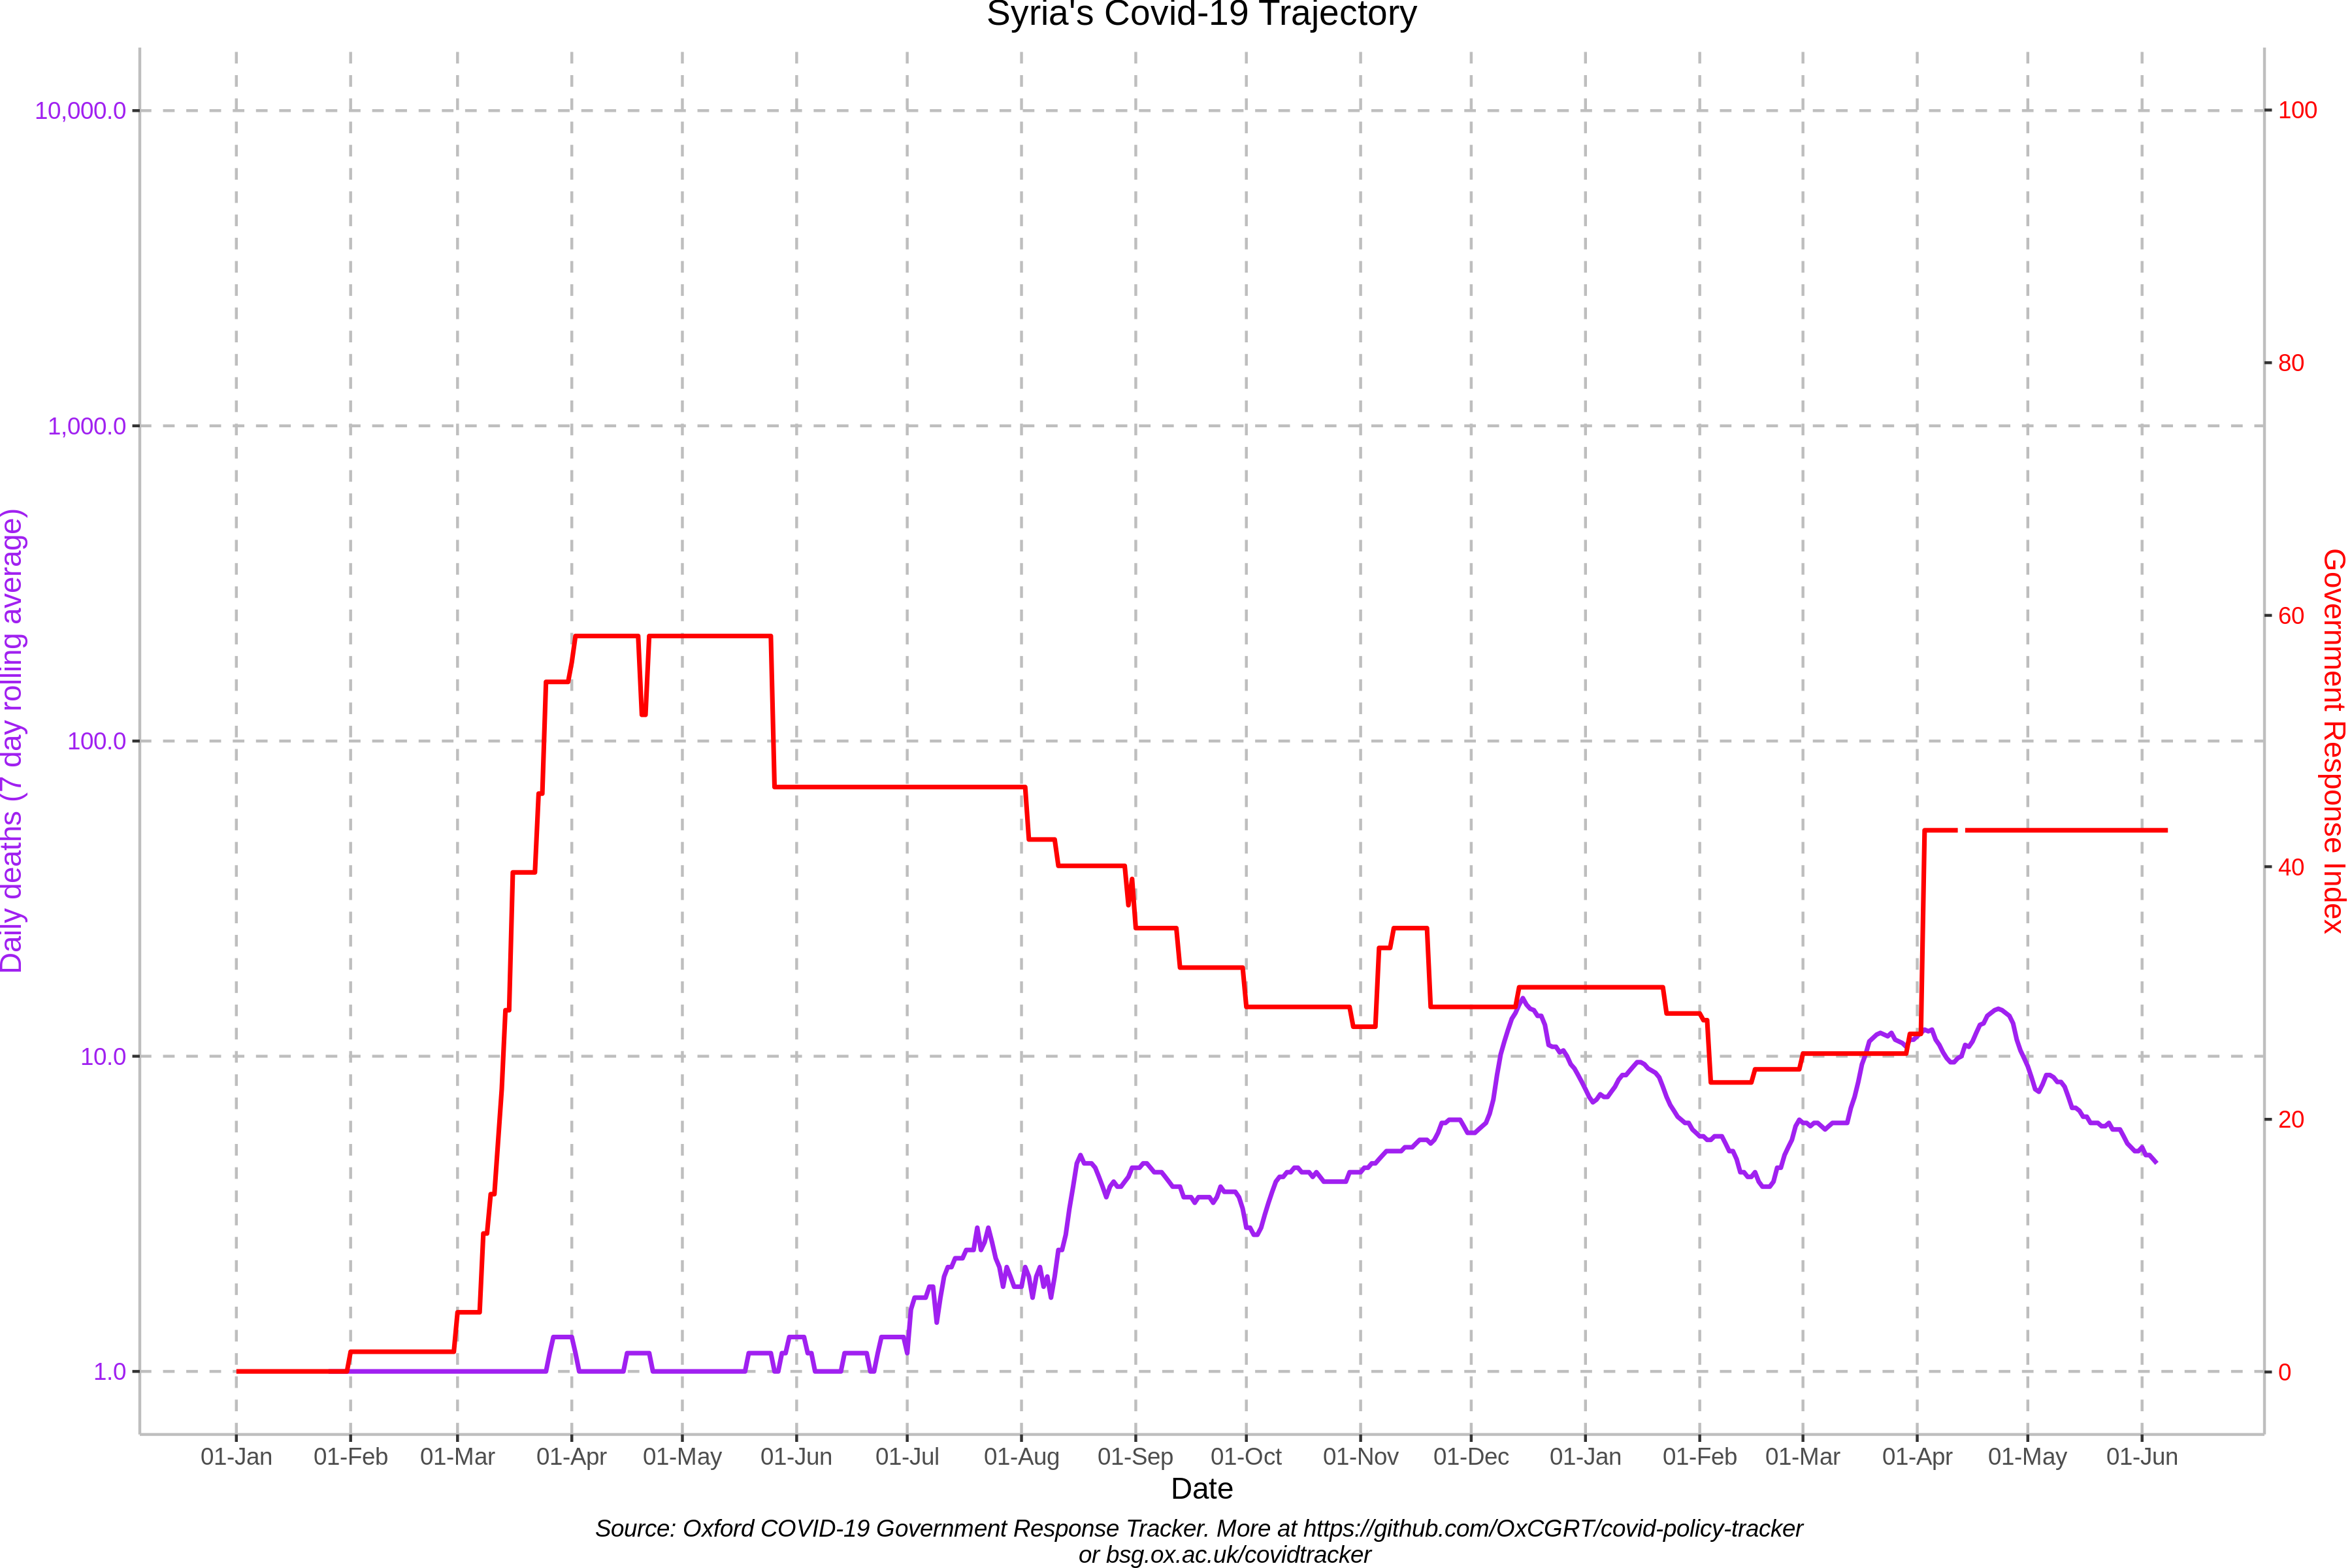 Syria's Covid-19 Trajectory
10,000.0
1,000.0
100.0
10.0
1.0
Daily deaths (7 day rolling average)
100
80
60
40
20
0
Government Response Index
01-Jan 01-Feb 01-Mar 01-Apr 01-May 01-Jun 01-Jul 01-Aug 01-Sep 01-Oct 01-Nov 01-Dec 01-Jan 01-Feb 01-Mar 01-Apr 01-May 01-Jun
Date
Source: Oxford COVID-19 Government Response Tracker. More at https://github.com/OxCGRT/covid-policy-tracker
or bsg.ox.ac.uk/covidtracker